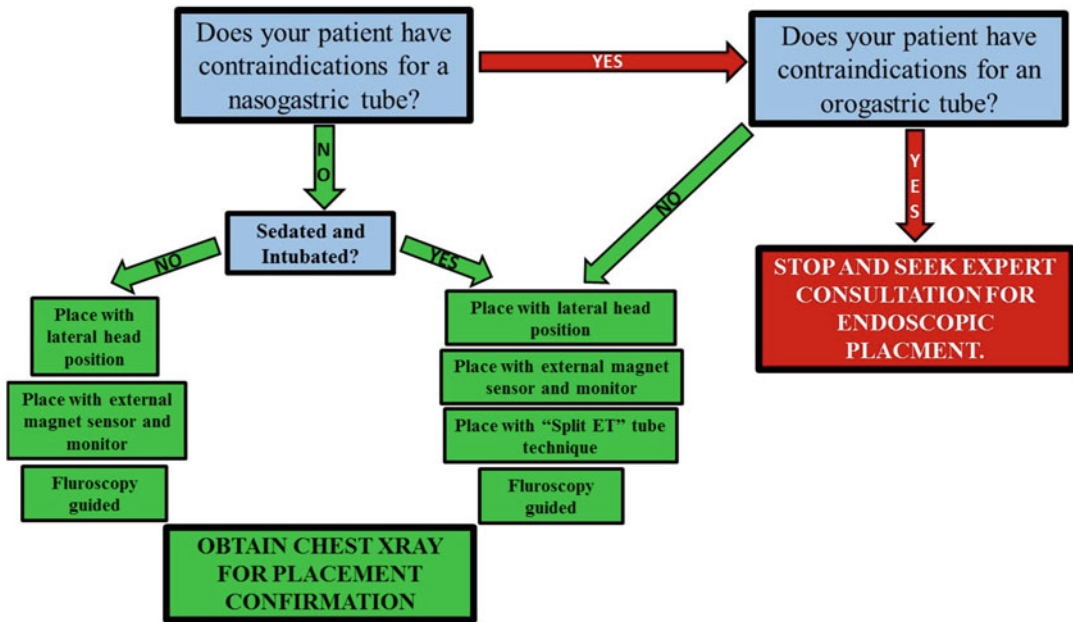 Does your patient have
contraindications for a
nasogastric tube?
YES
Does your patient have
contraindications for an
orogastric tube?
NO
NO
YES
Sedated and
Intubated?
NO
YES
STOP AND SEEK EXPERT
CONSULTATION FOR
ENDOSCOPIC
PLACMENT.
Place with
lateral head
position
Place with external
magnet sensor and
monitor
Fluroscopy
guided
Place with lateral head
position
Place with external magnet
sensor and monitor
Place with “Split ET” tube
technique
Fluroscopy
guided
OBTAIN CHEST XRAY
FOR PLACEMENT
CONFIRMATION